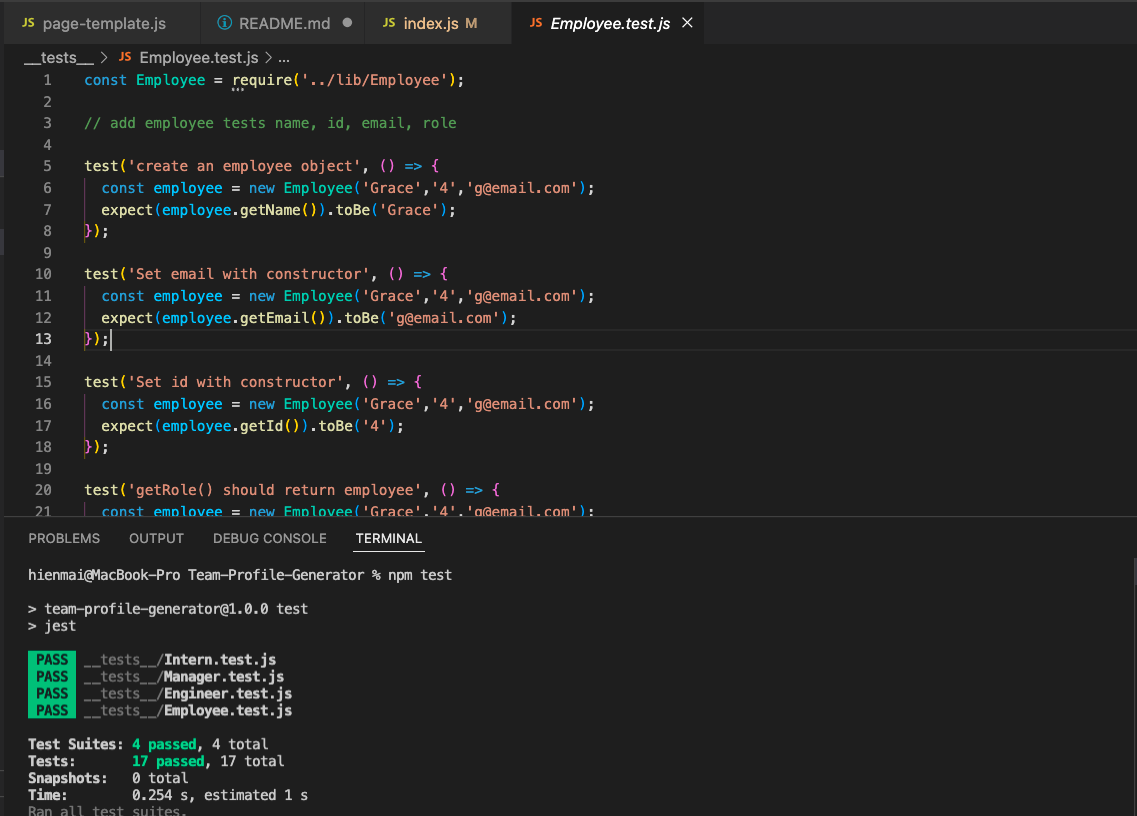 JS page-template.js
README.md
JS index.js M
JS Employee.test.js
__tests__ > JS Employee.test.js > ...
1 const Employee = require('../lib/Employee');
2
3 // add employee tests name, id, email, role
4
5 test('create an employee object', () => {
6 const employee = new Employee('Grace','4','g@email.com');
7 expect(employee.getName()).toBe('Grace');
8 });
9
10 test('Set email with constructor', () => {
11 const employee = new Employee('Grace','4','g@email.com');
12 expect(employee.getEmail()).toBe('g@email.com');
13 });
14
15 test('Set id with constructor', () => {
16 const employee = new Employee('Grace','4','g@email.com');
17 expect(employee.getId()).toBe('4');
18 });
19
20 test('getRole() should return employee', () => {
21 const employee = new Employee('Grace','4','g@email.com');
PROBLEMS OUTPUT DEBUG CONSOLE TERMINAL
hienmai@MacBook-Pro Team-Profile-Generator % npm test
> team-profile-generator@1.0.0 test
> jest
PASS __tests__/Intern.test.js
PASS __tests__/Manager.test.js
PASS __tests__/Engineer.test.js
PASS __tests__/Employee.test.js
Test Suites: 4 passed, 4 total
Tests: 17 passed, 17 total
Snapshots: 0 total
Time: 0.254 s, estimated 1 s
Ran all test suites.